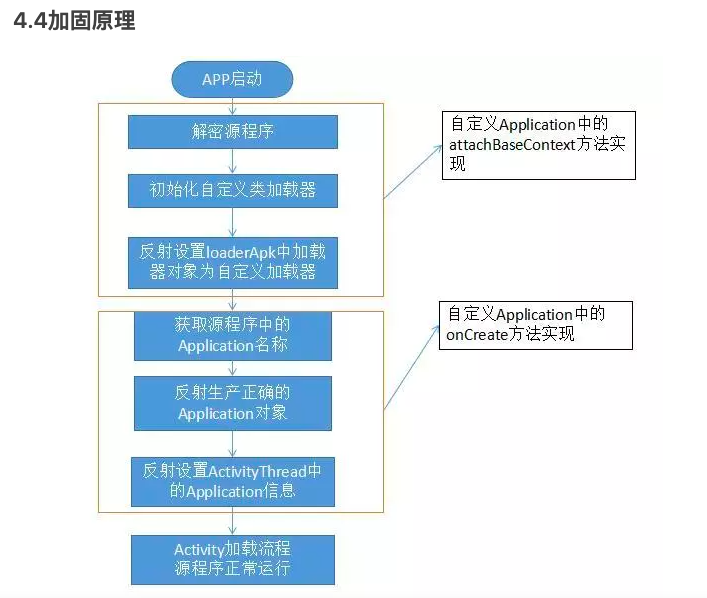 4.4加固原理
APP启动
解密源程序
初始化自定义类加载器
反射设置loaderApk中加载
器对象为自定义加载器
自定义Application中的
attachBaseContext方法实
现
获取源程序中的
Application名称
反射生产正确的
Application对象
反射设置ActivityThread中
的Application信息
自定义Application中的
onCreate方法实现
Activity加载流程
源程序正常运行